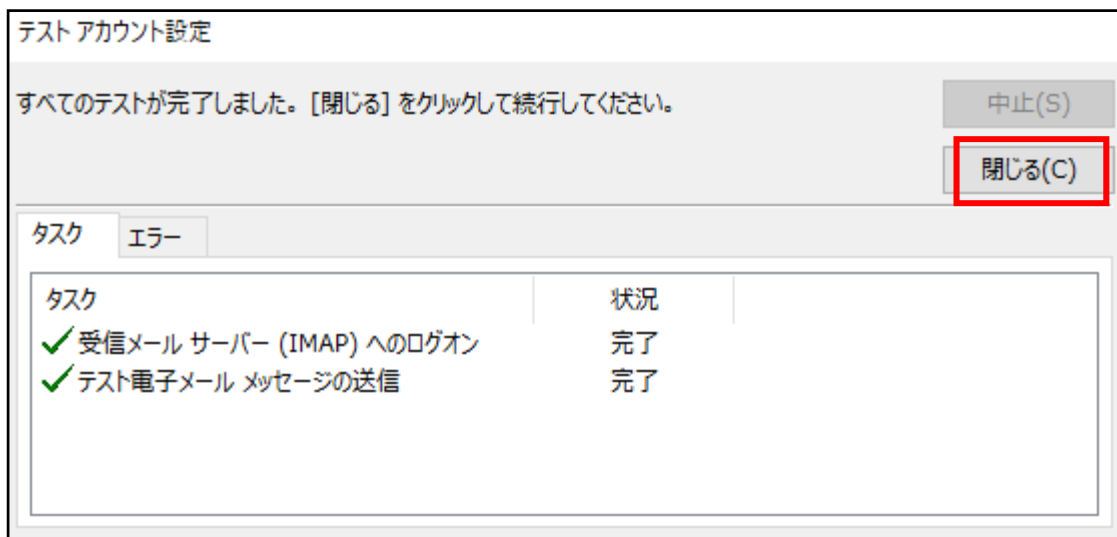 テスト アカウント設定
すべてのテストが完了しました。[閉じる] をクリックして続行してください。
中止(S)
閉じる(C)
タスク エラー
タスク 状況
受信メール サーバー (IMAP) へのログオン 完了
テスト電子メール メッセージの送信 完了